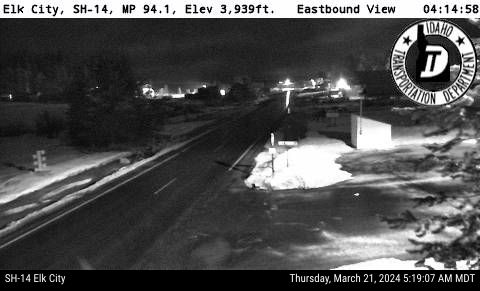 Elk City, SH-14, MP 94.1, Elev 3,939ft. Eastbound View 04:14:58
IDAHO
TRANSPORTATION DEPARTMENT
SH-14 Elk City Thursday, March 21, 2024 5:19:07 AM MDT